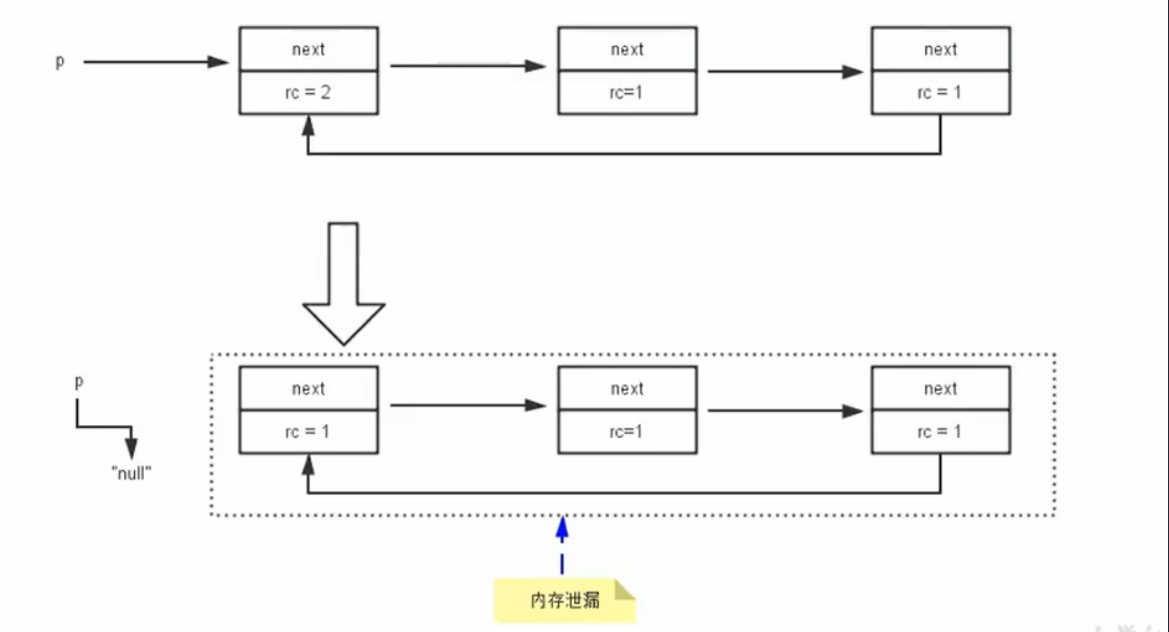 p
next
next
next
rc = 2
rc=1
rc = 1
p
next
next
next
rc = 1
rc=1
rc = 1
"null"
内存泄漏